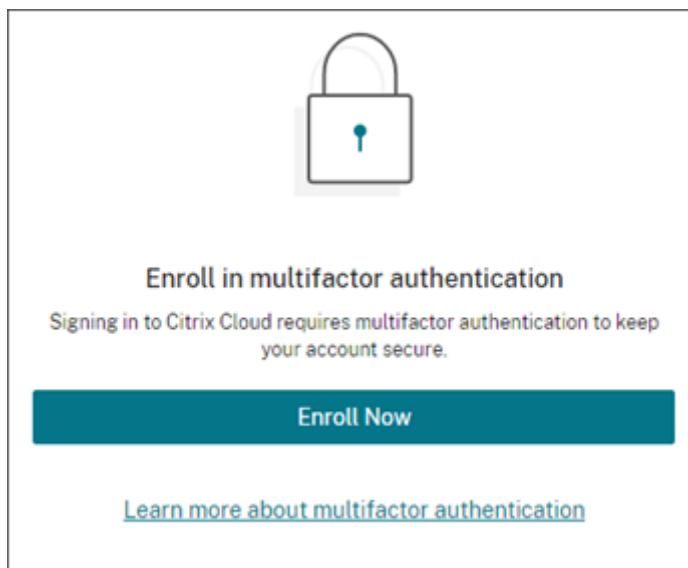 Enroll in multifactor authentication
Signing in to Citrix Cloud requires multifactor authentication to keep
your account secure.
Enroll Now
Learn more about multifactor authentication